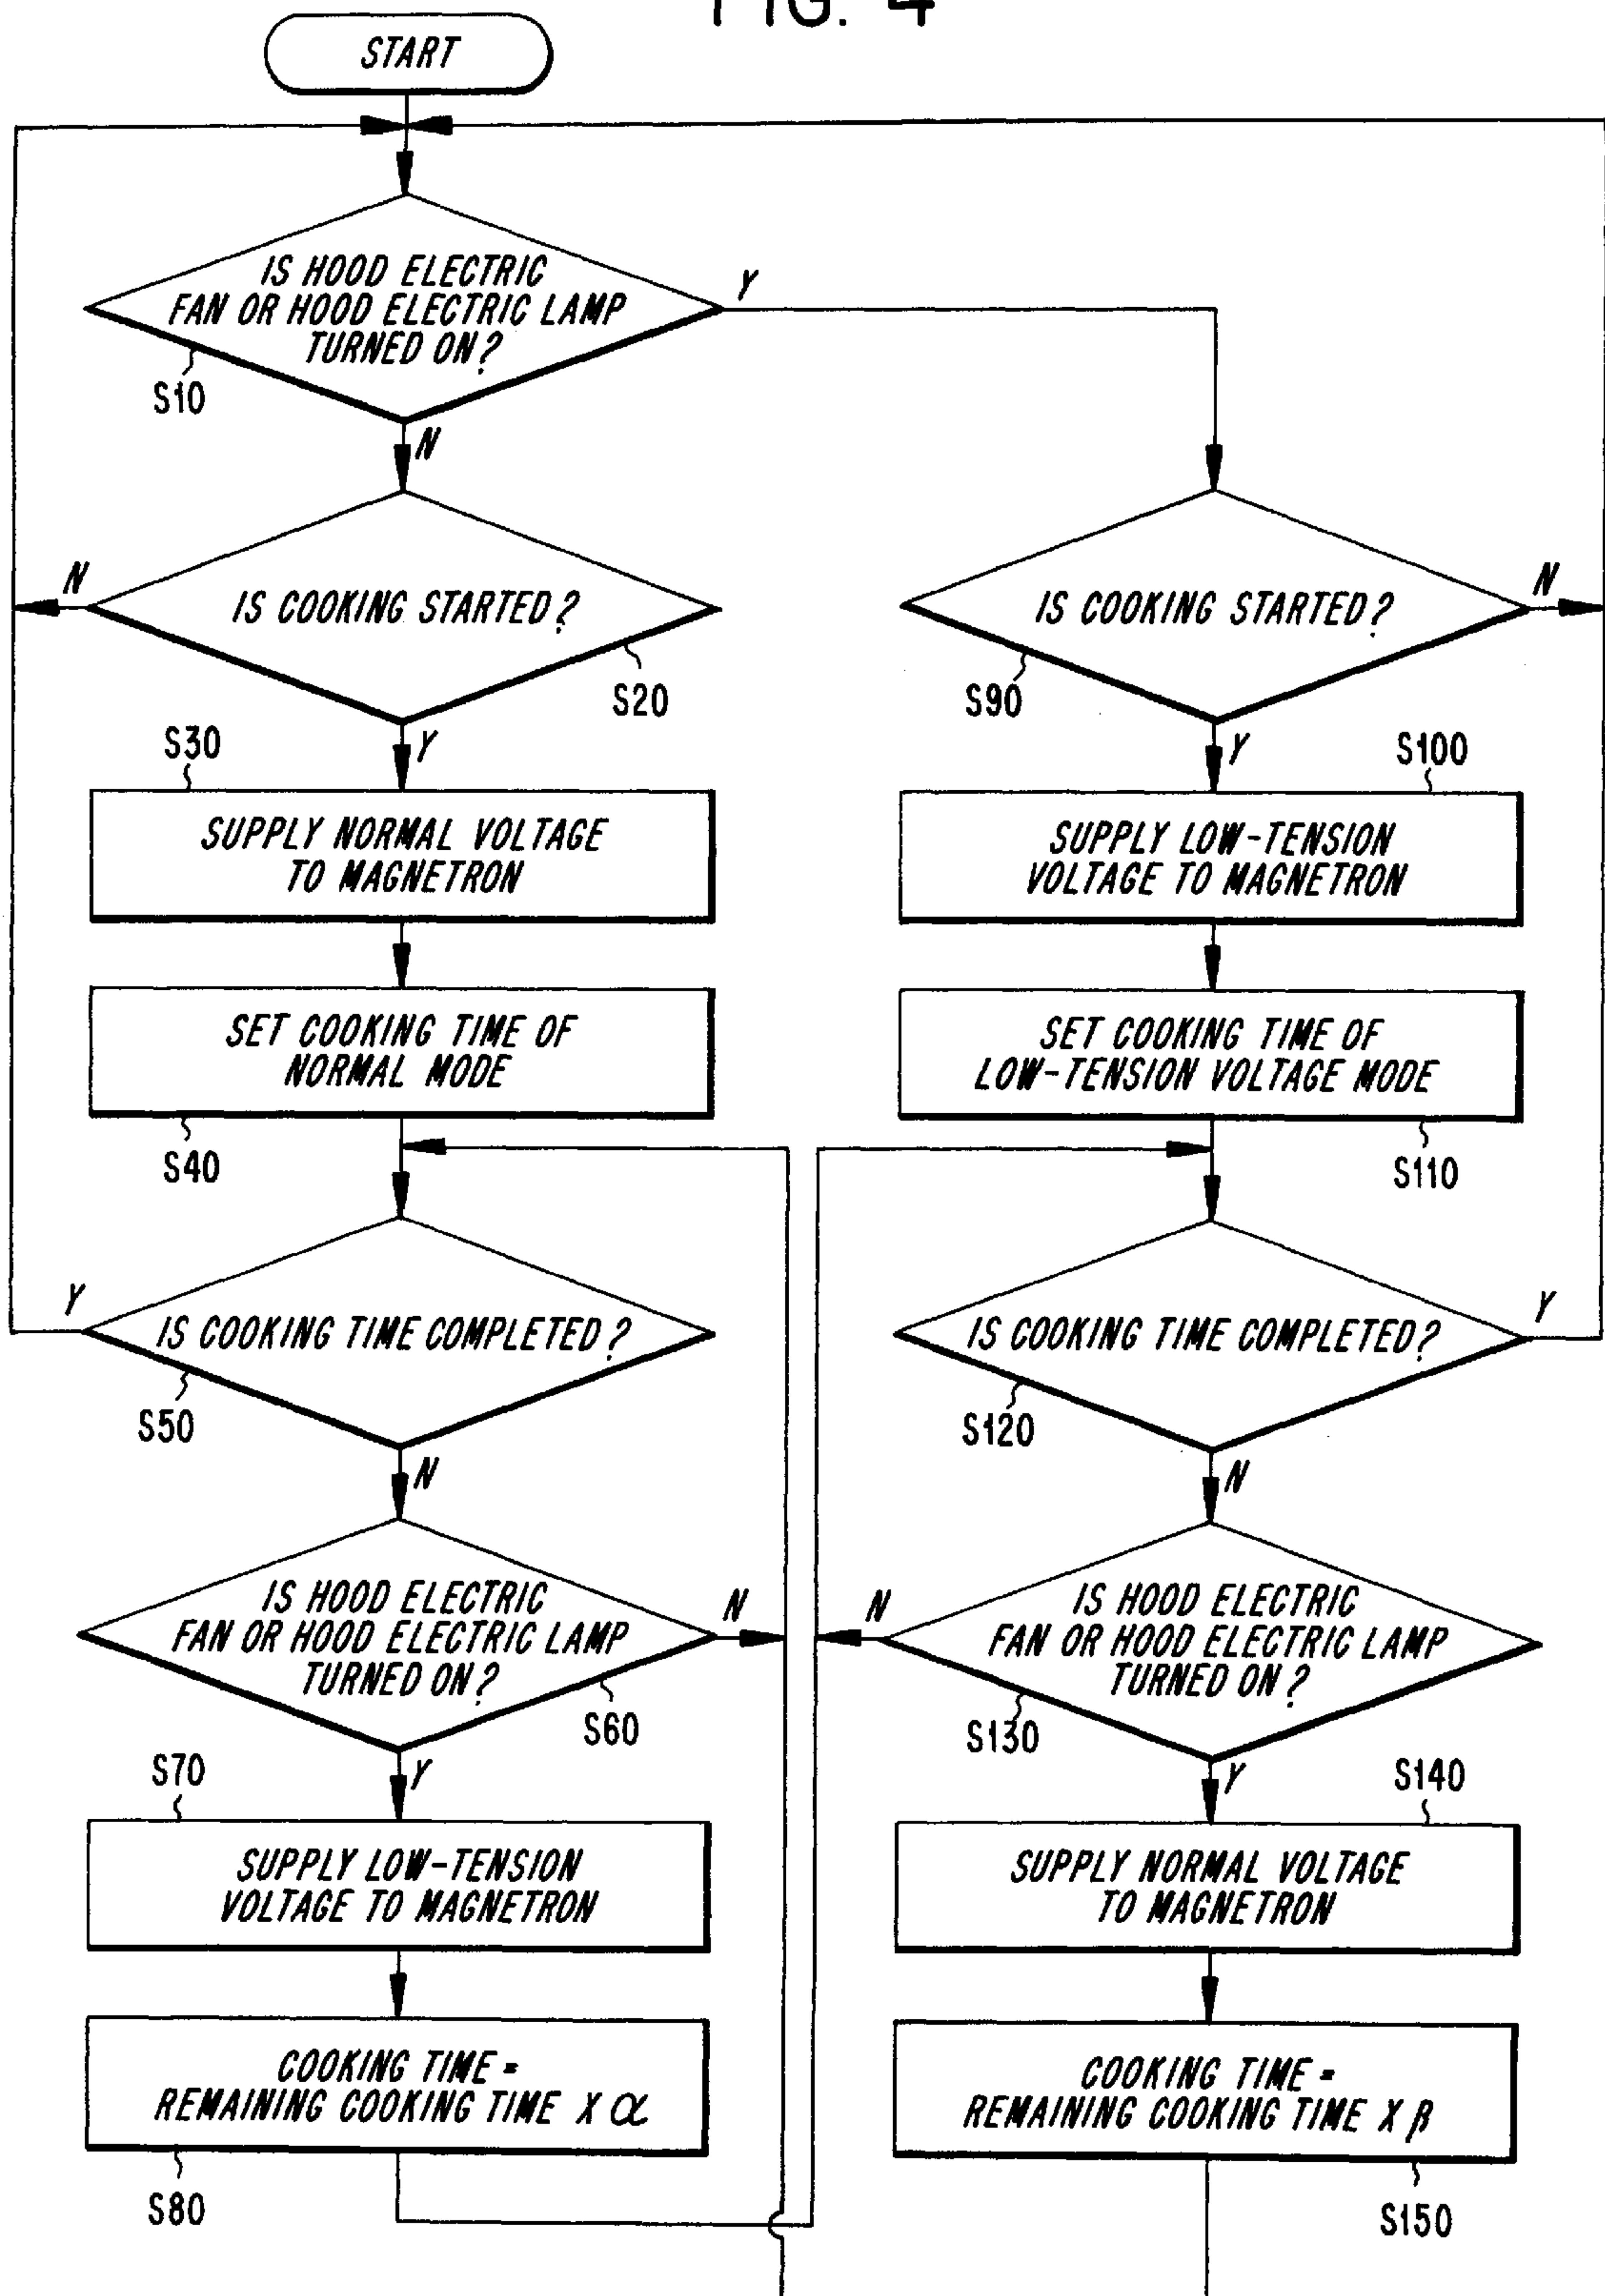 FIG. 4
START
IS HOOD ELECTRIC
FAN OR HOOD ELECTRIC LAMP
TURNED ON?
Y
S10
N
IS COOKING STARTED?
N
S20
Y
IS COOKING STARTED?
N
S90
Y
S30
SUPPLY NORMAL VOLTAGE
TO MAGNETRON
S100
SUPPLY LOW-TENSION
VOLTAGE TO MAGNETRON
SET COOKING TIME OF
NORMAL MODE
S40
SET COOKING TIME OF
LOW-TENSION VOLTAGE MODE
S110
Y
IS COOKING TIME COMPLETED?
S50
N
IS COOKING TIME COMPLETED?
Y
S120
N
IS HOOD ELECTRIC
FAN OR HOOD ELECTRIC LAMP
TURNED ON?
N
S60
Y
N
IS HOOD ELECTRIC
FAN OR HOOD ELECTRIC LAMP
TURNED ON?
S130
Y
S70
SUPPLY LOW-TENSION
VOLTAGE TO MAGNETRON
S140
SUPPLY NORMAL VOLTAGE
TO MAGNETRON
COOKING TIME =
REMAINING COOKING TIME X α
S80
COOKING TIME =
REMAINING COOKING TIME X β
S150